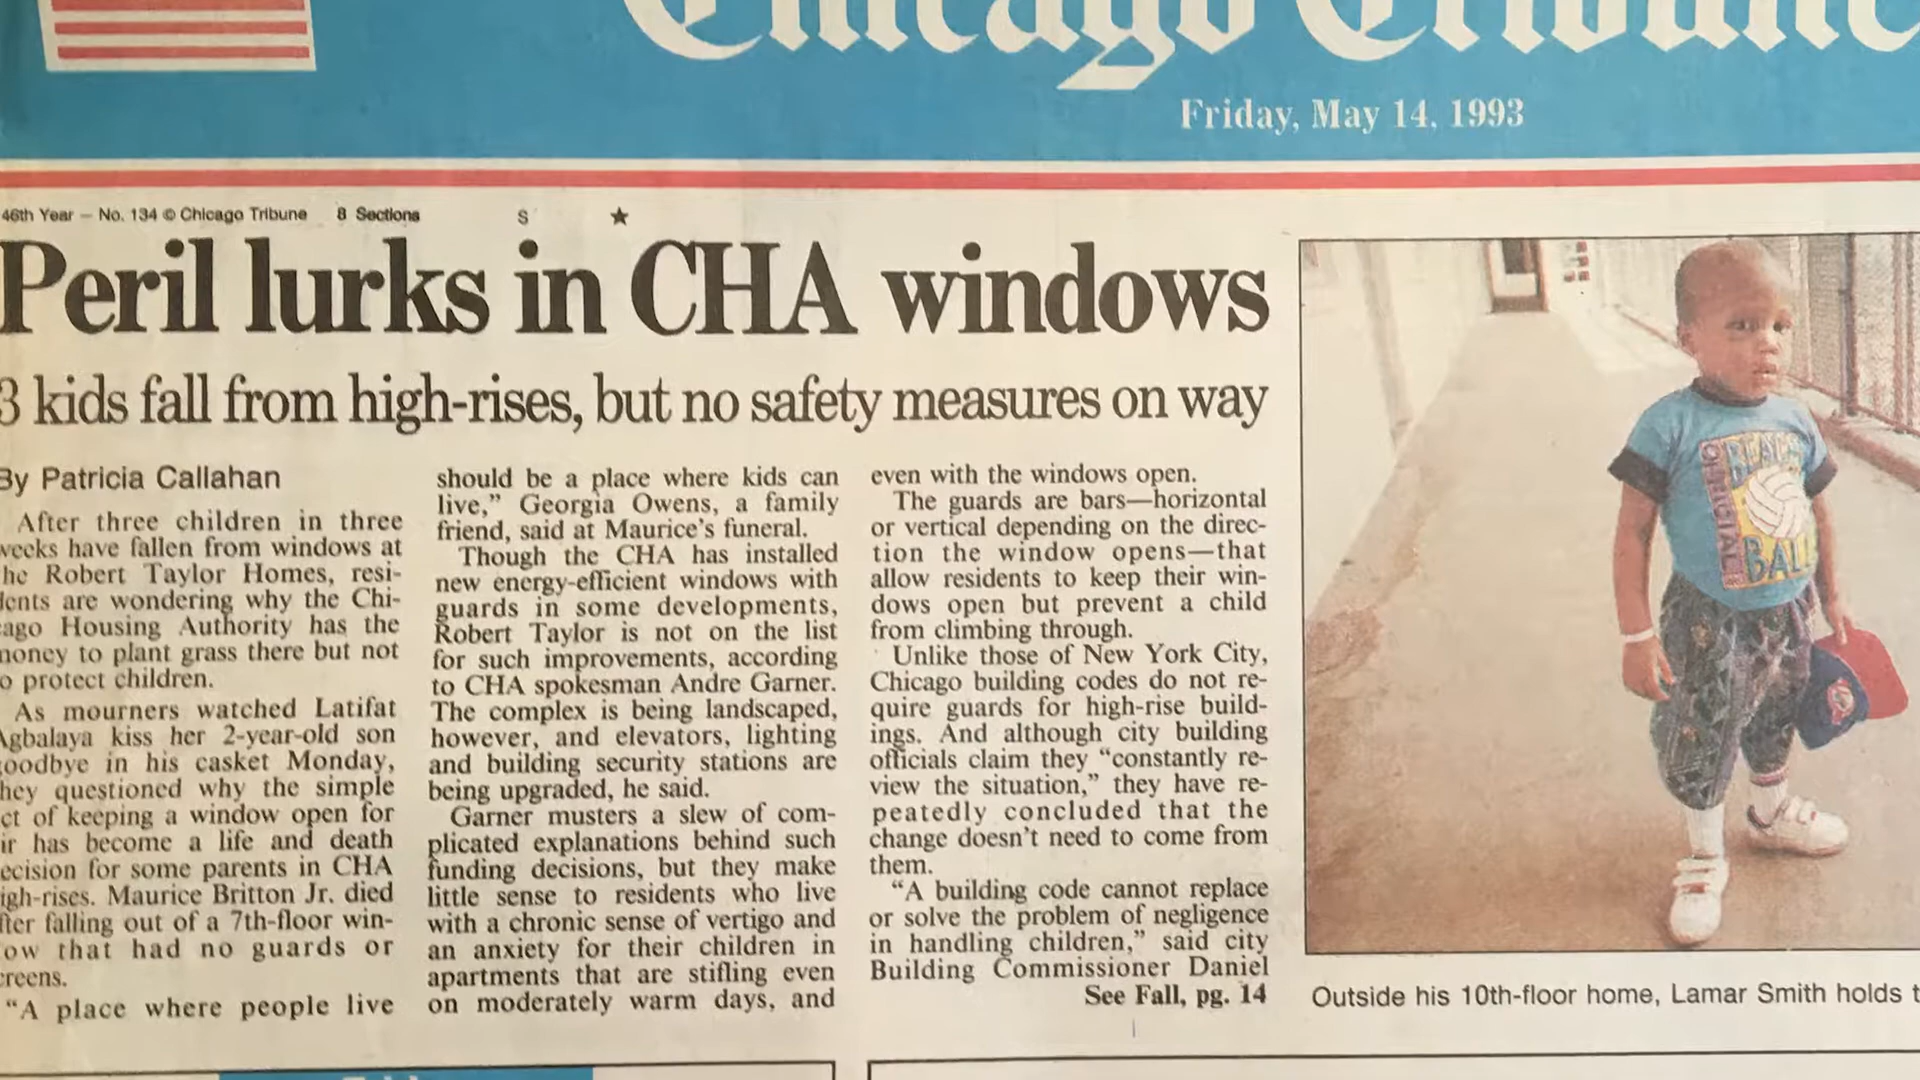 Chicago Tribune
Friday, May 14, 1993
46th Year – No. 134 © Chicago Tribune 8 Sections S ★
Peril lurks in CHA windows
3 kids fall from high-rises, but no safety measures on way
By Patricia Callahan
After three children in three
weeks have fallen from windows at
the Robert Taylor Homes, resi-
dents are wondering why the Chi-
cago Housing Authority has the
money to plant grass there but not
to protect children.
As mourners watched Latifat
Agbalaya kiss her 2-year-old son
goodbye in his casket Monday,
they questioned why the simple
act of keeping a window open for
air has become a life and death
decision for some parents in CHA
high-rises. Maurice Britton Jr. died
after falling out of a 7th-floor win-
dow that had no guards or
screens.
“A place where people live
should be a place where kids can
live,” Georgia Owens, a family
friend, said at Maurice’s funeral.
Though the CHA has installed
new energy-efficient windows with
guards in some developments,
Robert Taylor is not on the list
for such improvements, according
to CHA spokesman Andre Garner.
The complex is being landscaped,
however, and elevators, lighting
and building security stations are
being upgraded, he said.
Garner musters a slew of com-
plicated explanations behind such
funding decisions, but they make
little sense to residents who live
with a chronic sense of vertigo and
an anxiety for their children in
apartments that are stifling even
on moderately warm days, and
even with the windows open.
The guards are bars—horizontal
or vertical depending on the direc-
tion the window opens—that
allow residents to keep their win-
dows open but prevent a child
from climbing through.
Unlike those of New York City,
Chicago building codes do not re-
quire guards for high-rise build-
ings. And although city building
officials claim they “constantly re-
view the situation,” they have re-
peatedly concluded that the
change doesn’t need to come from
them.
“A building code cannot replace
or solve the problem of negligence
in handling children,” said city
Building Commissioner Daniel
See Fall, pg. 14
OFFICIAL
BEACH
BALL
Outside his 10th-floor home, Lamar Smith holds